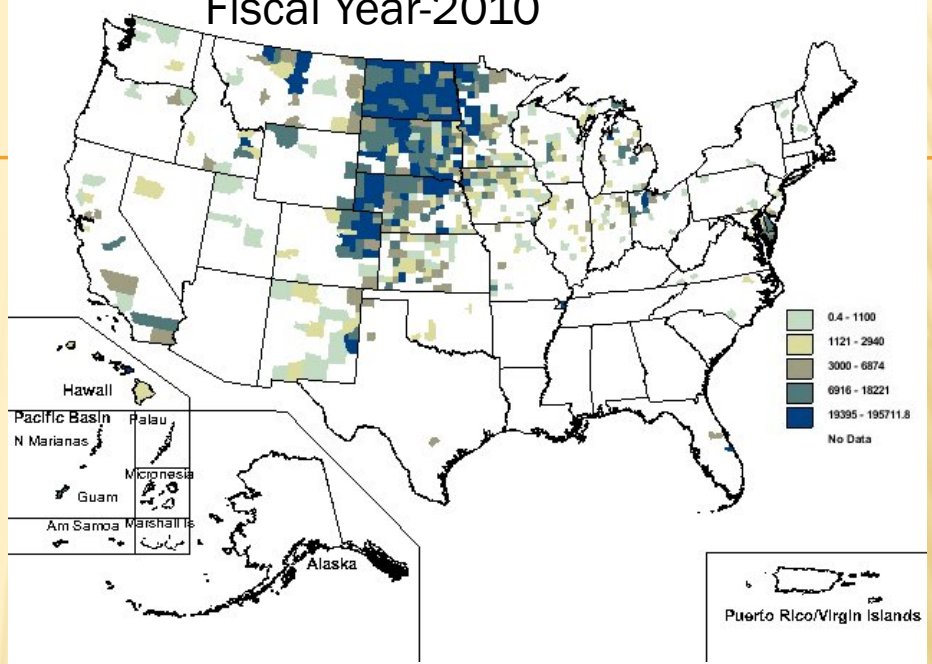 Fiscal Year-2010
0.4 - 1100
1121 - 2940
3000 - 6874
6916 - 18221
19395 - 195711.8
No Data
Hawaii
Pacific Basin
Palau
N Marianas
Micronesia
Guam
Am Samoa
Marshall Is
Alaska
Puerto Rico/Virgin Islands